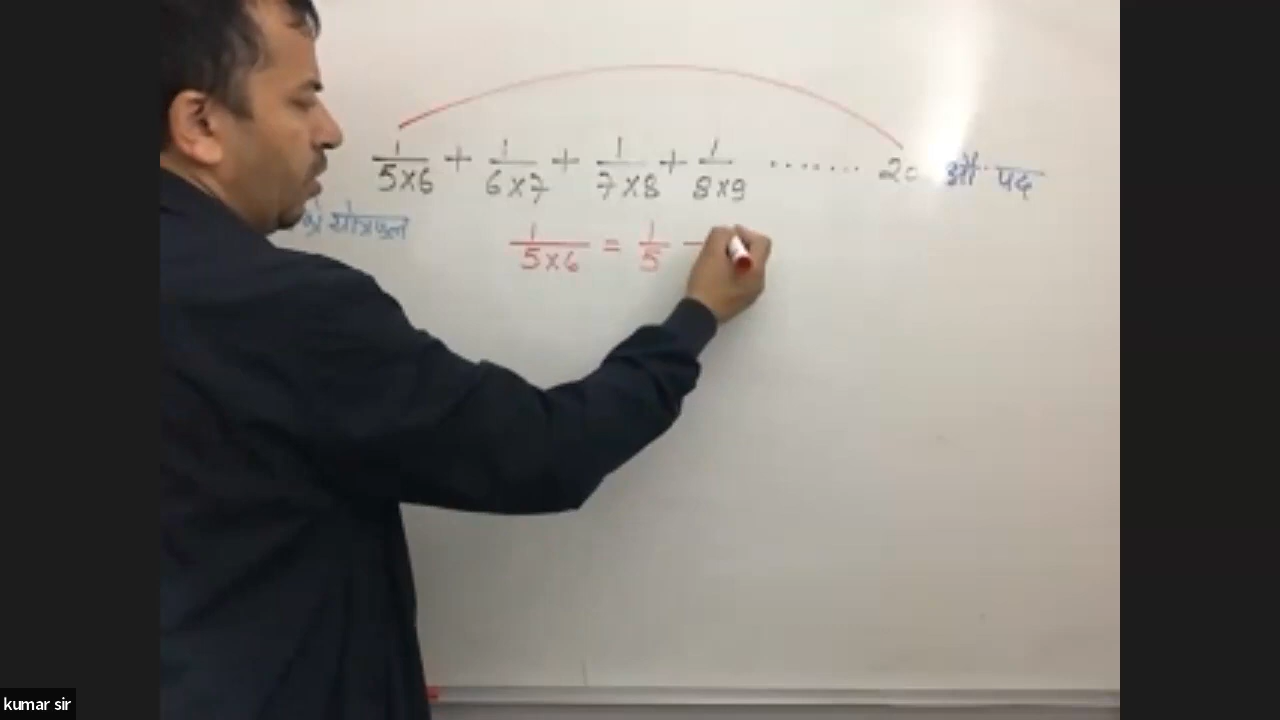 1/5×6 + 1/6×7 + 1/7×8 + 1/8×9 ........ 20 औ पद
योगफल
1/5×6 = 1/5 −
kumar sir